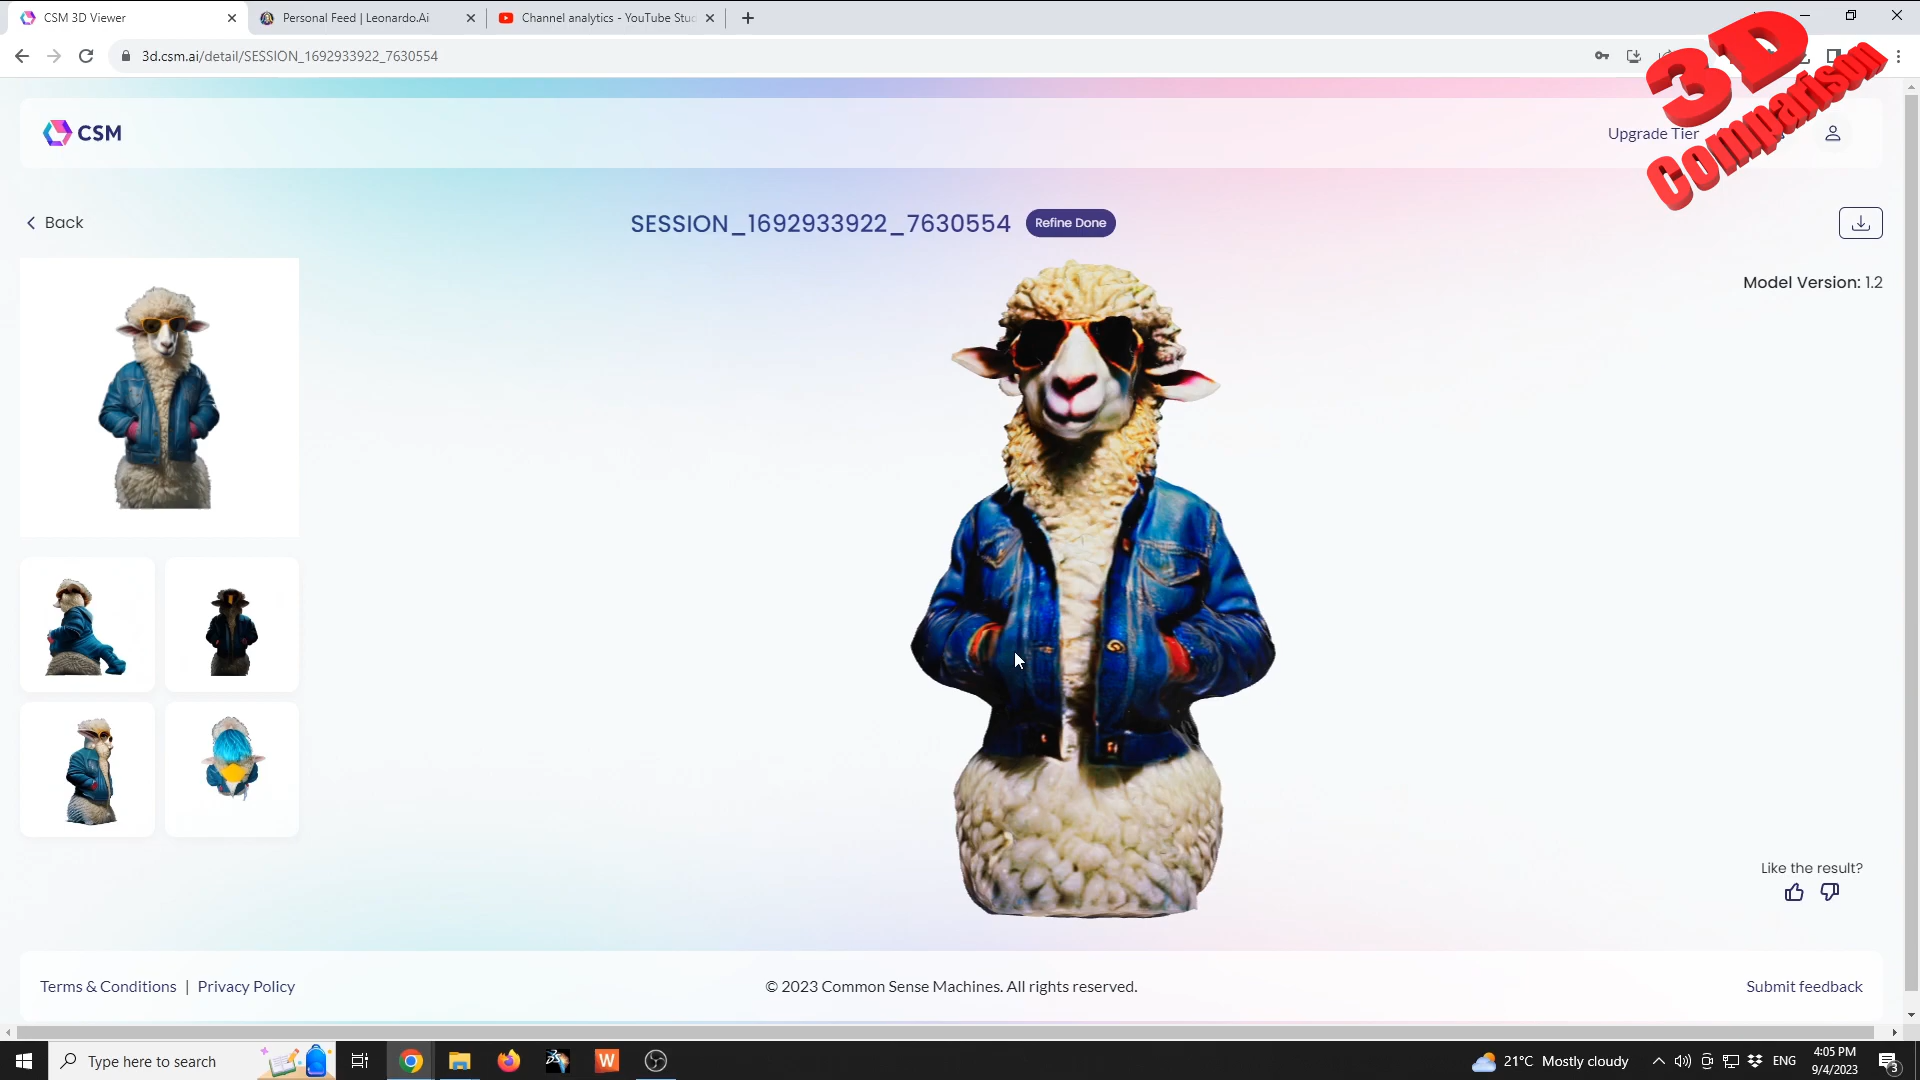 CSM 3D Viewer
Personal Feed | Leonardo.Ai
Channel analytics - YouTube Stu
3d.csm.ai/detail/SESSION_1692933922_7630554
3D
Comparison
CSM
Upgrade Tier
Back
SESSION_1692933922_7630554
Refine Done
Model Version: 1.2
Like the result?
Terms & Conditions | Privacy Policy
© 2023 Common Sense Machines. All rights reserved.
Submit feedback
Type here to search
W
21°C Mostly cloudy
ENG
4:05 PM
9/4/2023
3